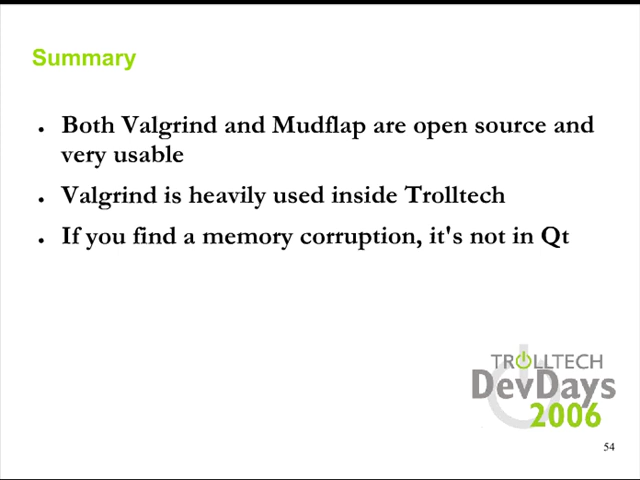 Summary
• Both Valgrind and Mudflap are open source and
very usable
• Valgrind is heavily used inside Trolltech
• If you find a memory corruption, it's not in Qt
TROLLTECH
DevDays
2006
54